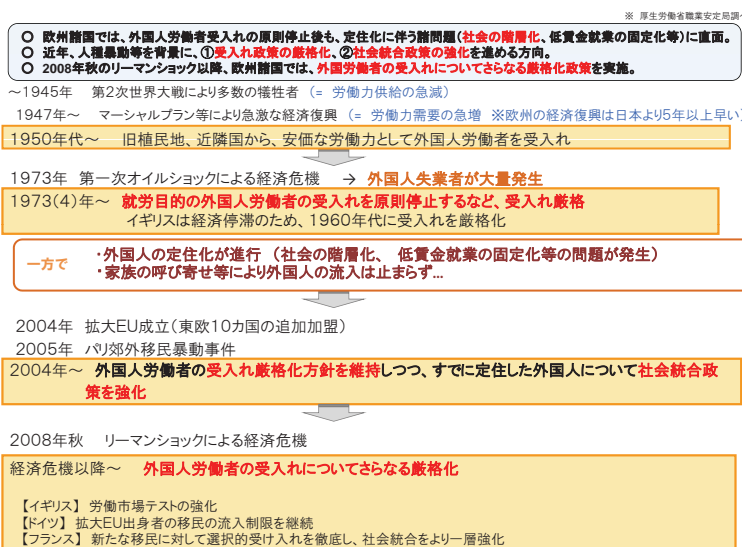 ※ 厚生労働省職業安定局調べ
○ 欧州諸国では、外国人労働者受入れの原則停止後も、定住化に伴う諸問題(社会の階層化、低賃金就業の固定化等)に直面。
○ 近年、人種暴動等を背景に、①受入れ政策の厳格化、②社会統合政策の強化を進める方向。
○ 2008年秋のリーマンショック以降、欧州諸国では、外国労働者の受入れについてさらなる厳格化政策を実施。
～1945年 第2次世界大戦により多数の犠牲者 (= 労働力供給の急減)
1947年～ マーシャルプラン等により急激な経済復興 (= 労働力需要の急増 ※欧州の経済復興は日本より5年以上早い)
1950年代～ 旧植民地、近隣国から、安価な労働力として外国人労働者を受入れ
1973年 第一次オイルショックによる経済危機 → 外国人失業者が大量発生
1973(4)年～ 就労目的の外国人労働者の受入れを原則停止するなど、受入れ厳格
イギリスは経済停滞のため、1960年代に受入れを厳格化
一方で
・外国人の定住化が進行 (社会の階層化、 低賃金就業の固定化等の問題が発生)
・家族の呼び寄せ等により外国人の流入は止まらず…
2004年 拡大EU成立(東欧10カ国の追加加盟)
2005年 パリ郊外移民暴動事件
2004年～ 外国人労働者の受入れ厳格化方針を維持しつつ、すでに定住した外国人について社会統合政
策を強化
2008年秋 リーマンショックによる経済危機
経済危機以降～ 外国人労働者の受入れについてさらなる厳格化
【イギリス】 労働市場テストの強化
【ドイツ】 拡大EU出身者の移民の流入制限を継続
【フランス】 新たな移民に対して選択的受け入れを徹底し、社会統合をより一層強化